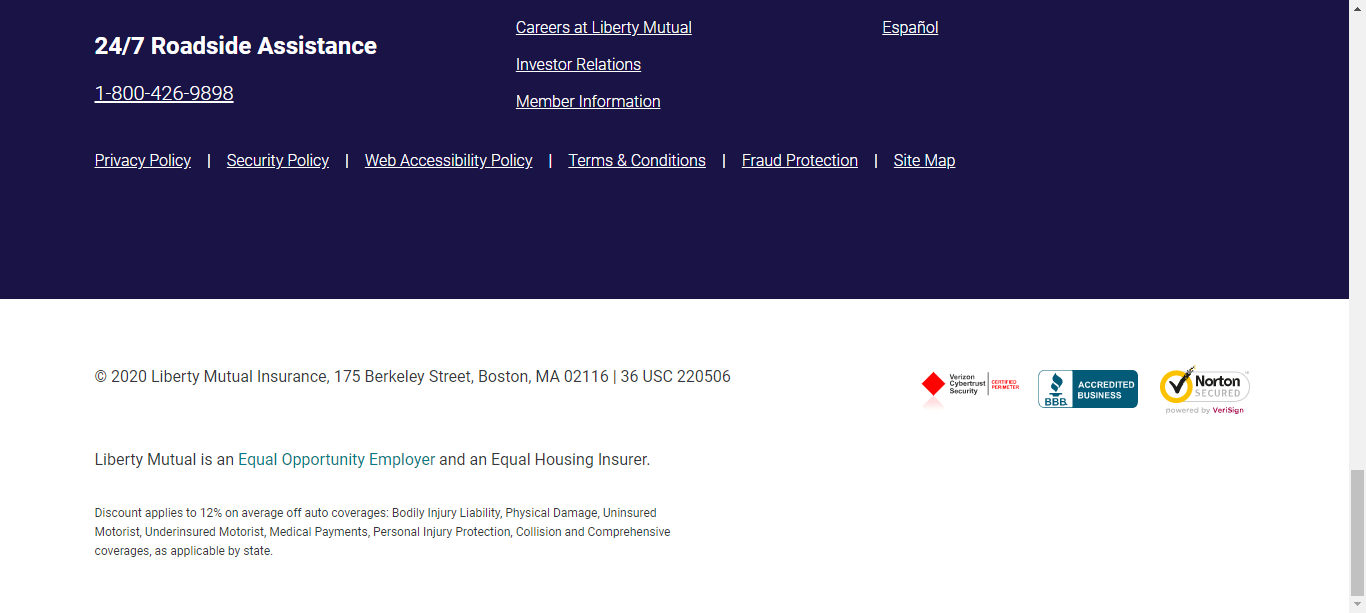 24/7 Roadside Assistance
1-800-426-9898
Careers at Liberty Mutual
Investor Relations
Member Information
Español
Privacy Policy | Security Policy | Web Accessibility Policy | Terms & Conditions | Fraud Protection | Site Map
© 2020 Liberty Mutual Insurance, 175 Berkeley Street, Boston, MA 02116 | 36 USC 220506
Verizon
Cybertrust
Security
CERTIFIED
PERIMETER
BBB.
ACCREDITED
BUSINESS
Norton
SECURED
powered by VeriSign
Liberty Mutual is an Equal Opportunity Employer and an Equal Housing Insurer.
Discount applies to 12% on average off auto coverages: Bodily Injury Liability, Physical Damage, Uninsured
Motorist, Underinsured Motorist, Medical Payments, Personal Injury Protection, Collision and Comprehensive
coverages, as applicable by state.